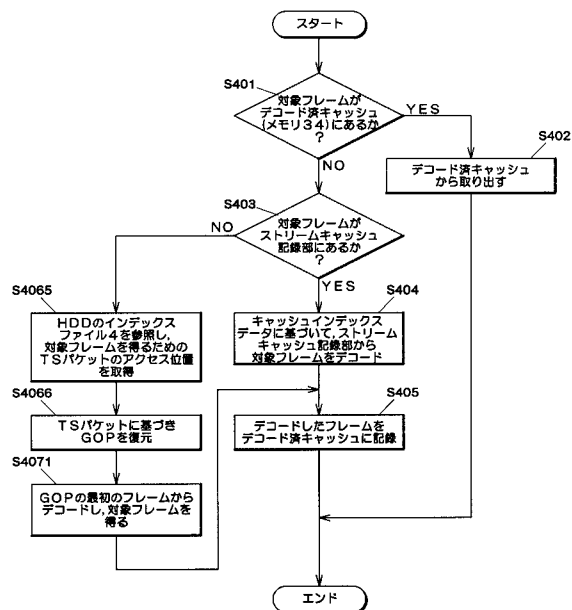 スタート
S401
対象フレームが
デコード済キャッシュ
(メモリ34)にあるか
?
YES
S402
デコード済キャッシュ
から取り出す
NO
S403
対象フレームが
ストリームキャッシュ
記録部にあるか
?
NO
YES
S4065
HDDのインデックス
ファイル4を参照し,
対象フレームを得るための
TSパケットのアクセス位置
を取得
S404
キャッシュインデックス
データに基づいて,ストリーム
キャッシュ記録部から
対象フレームをデコード
S4066
TSパケットに基づき
GOPを復元
S405
デコードしたフレームを
デコード済キャッシュに記録
S4071
GOPの最初のフレームから
デコードし,対象フレームを
得る
エンド